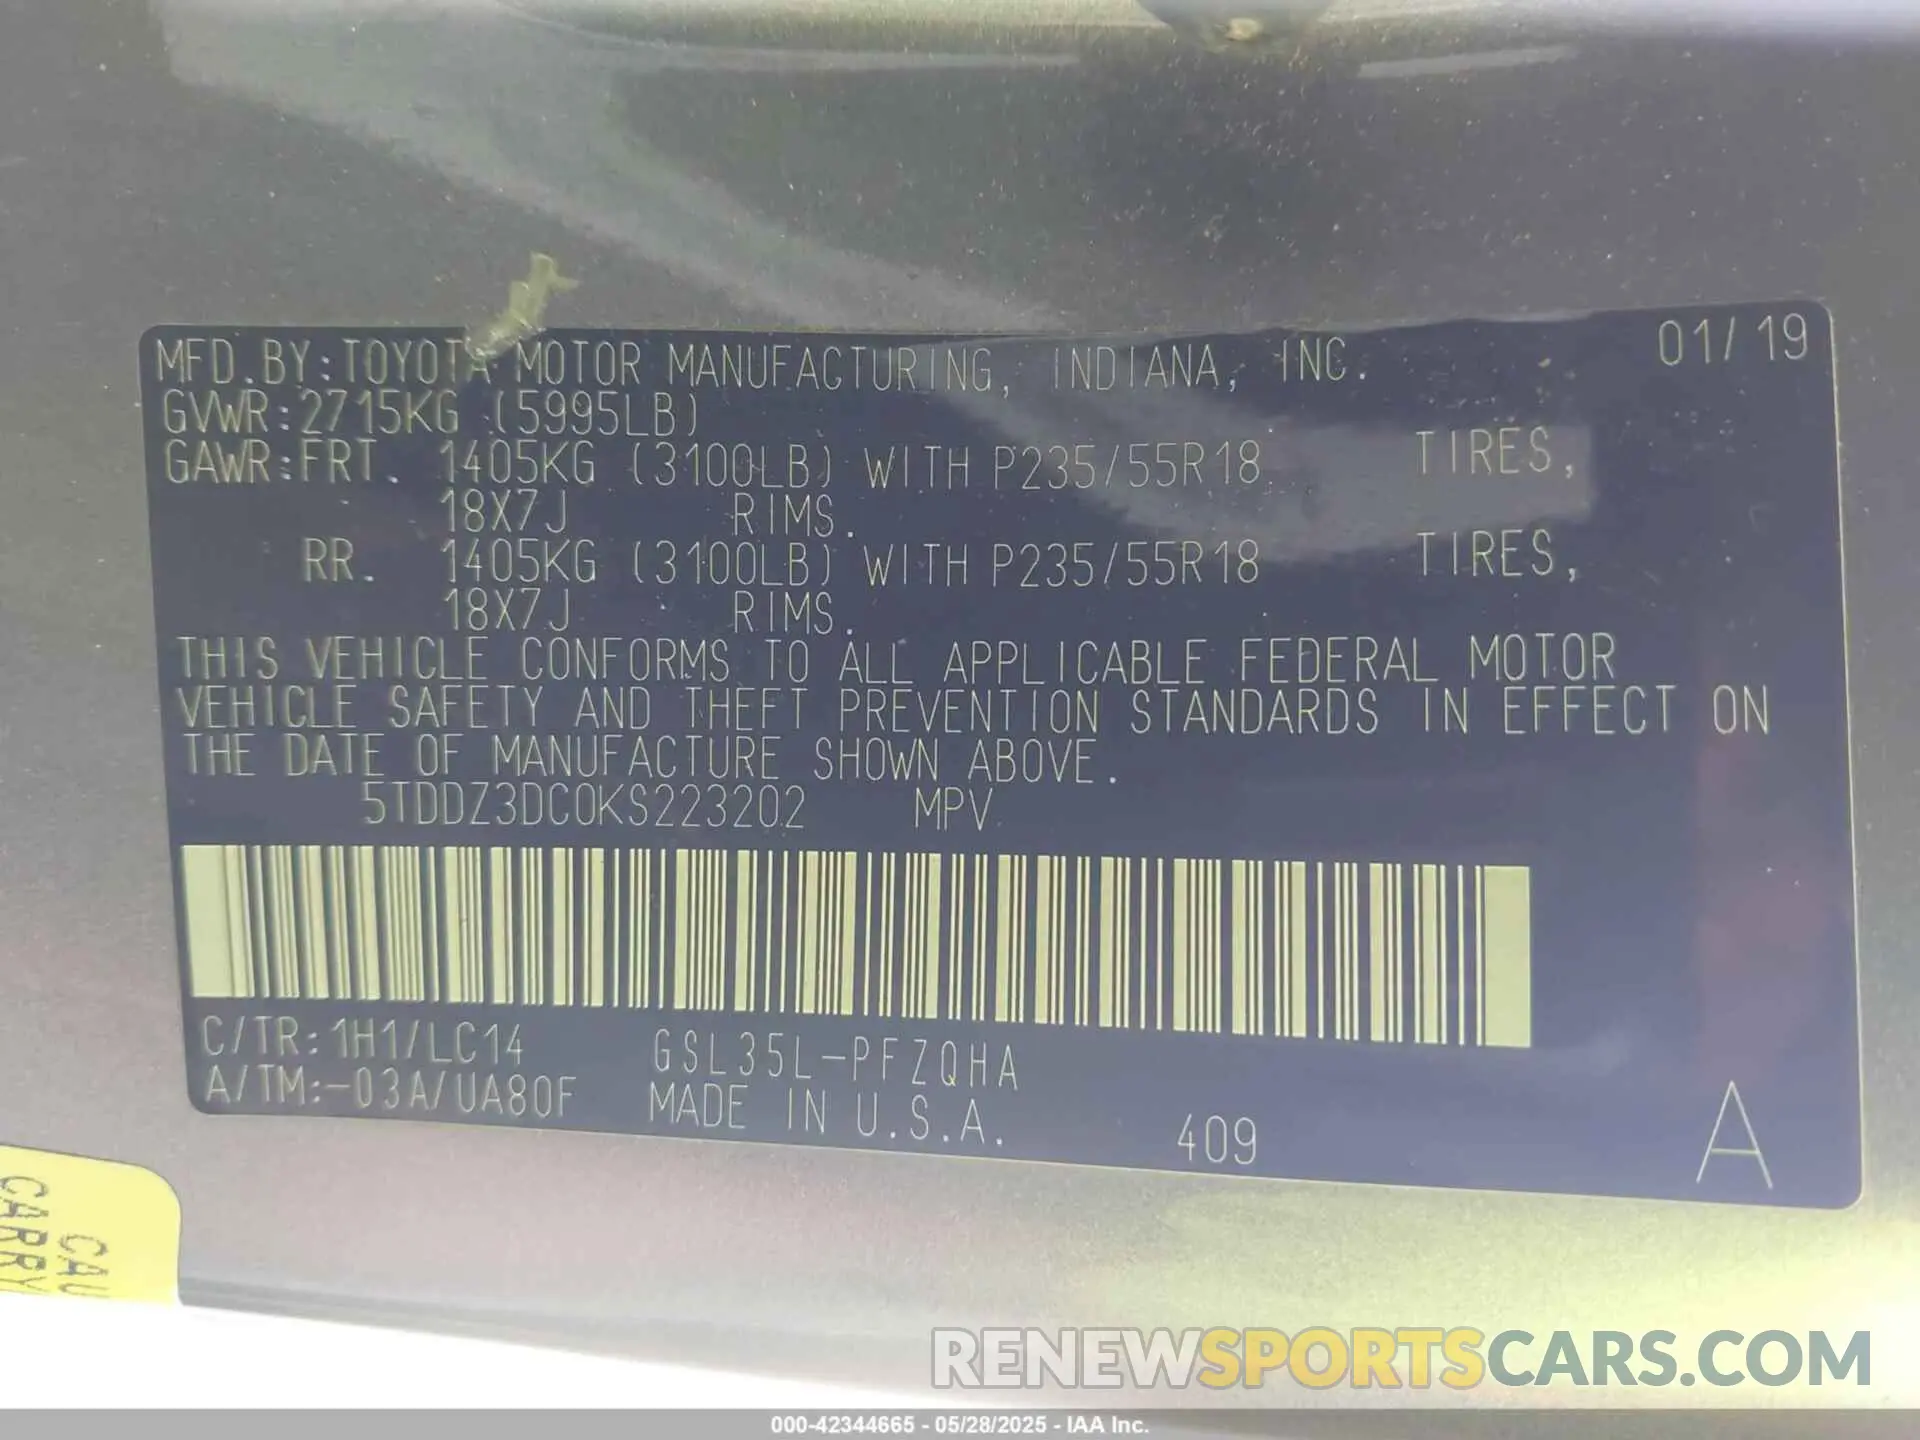 MFD.BY:TOYOTA MOTOR MANUFACTURING, INDIANA, INC. 01/19
GVWR:2715KG (5995LB)
GAWR:FRT. 1405KG (3100LB) WITH P235/55R18 TIRES,
18X7J RIMS.
RR. 1405KG (3100LB) WITH P235/55R18 TIRES,
18X7J RIMS.
THIS VEHICLE CONFORMS TO ALL APPLICABLE FEDERAL MOTOR
VEHICLE SAFETY AND THEFT PREVENTION STANDARDS IN EFFECT ON
THE DATE OF MANUFACTURE SHOWN ABOVE.
5TDDZ3DC0KS223202 MPV
C/TR:1H1/LC14 GSL35L-PFZQHA
A/TM:-03A/UA80F MADE IN U.S.A. 409 A
CAU
CARRY
RENEWSPORTSCARS.COM
000-42344665 - 05/28/2025 - IAA Inc.